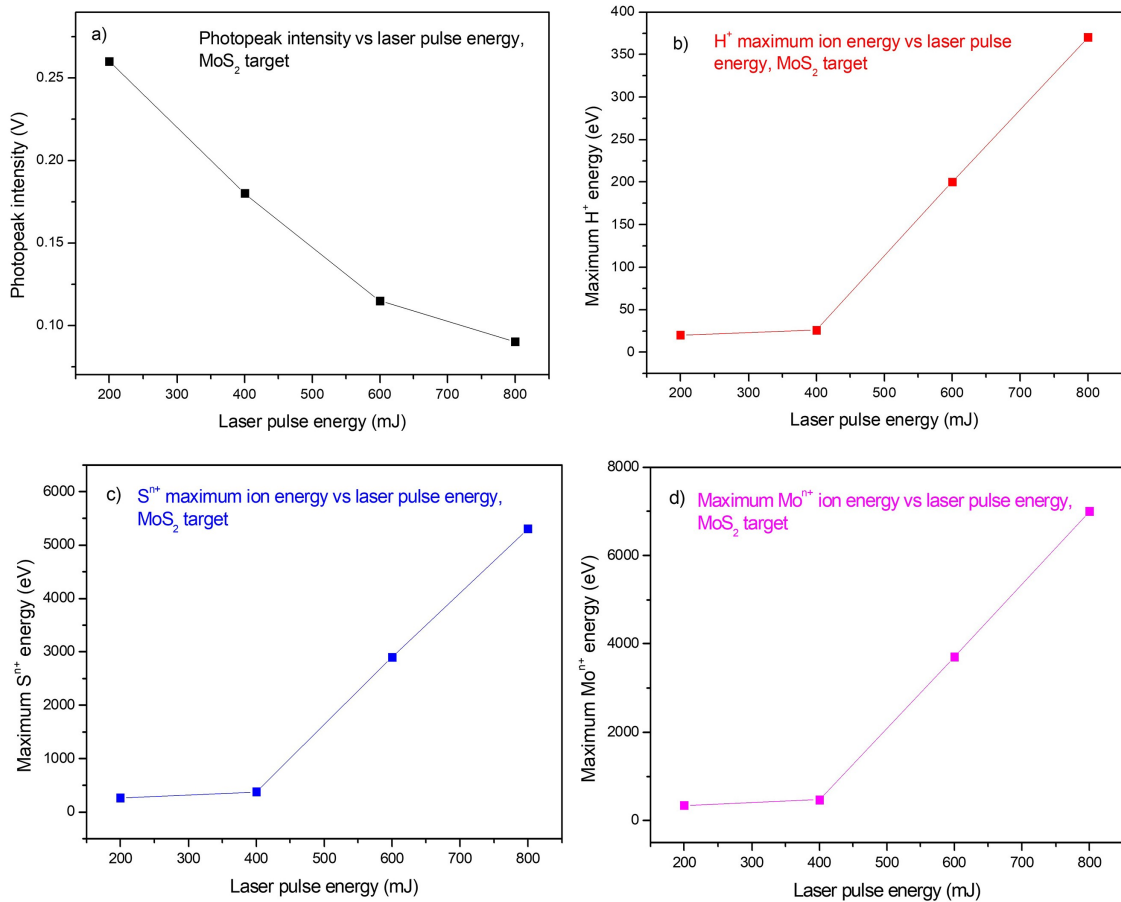 a)
Photopeak intensity vs laser pulse energy,
MoS₂ target
Photopeak intensity (V)
0.25
0.20
0.15
0.10
200 300 400 500 600 700 800
Laser pulse energy (mJ)
b)
H⁺ maximum ion energy vs laser pulse
energy, MoS₂ target
Maximum H⁺ energy (eV)
400
350
300
250
200
150
100
50
0
200 300 400 500 600 700 800
Laser pulse energy (mJ)
c)
Sⁿ⁺ maximum ion energy vs laser pulse energy,
MoS₂ target
Maximum Sⁿ⁺ energy (eV)
6000
5000
4000
3000
2000
1000
0
200 300 400 500 600 700 800
Laser pulse energy (mJ)
d)
Maximum Moⁿ⁺ ion energy vs laser pulse energy,
MoS₂ target
Maximum Moⁿ⁺ energy (eV)
8000
6000
4000
2000
0
200 300 400 500 600 700 800
Laser pulse energy (mJ)